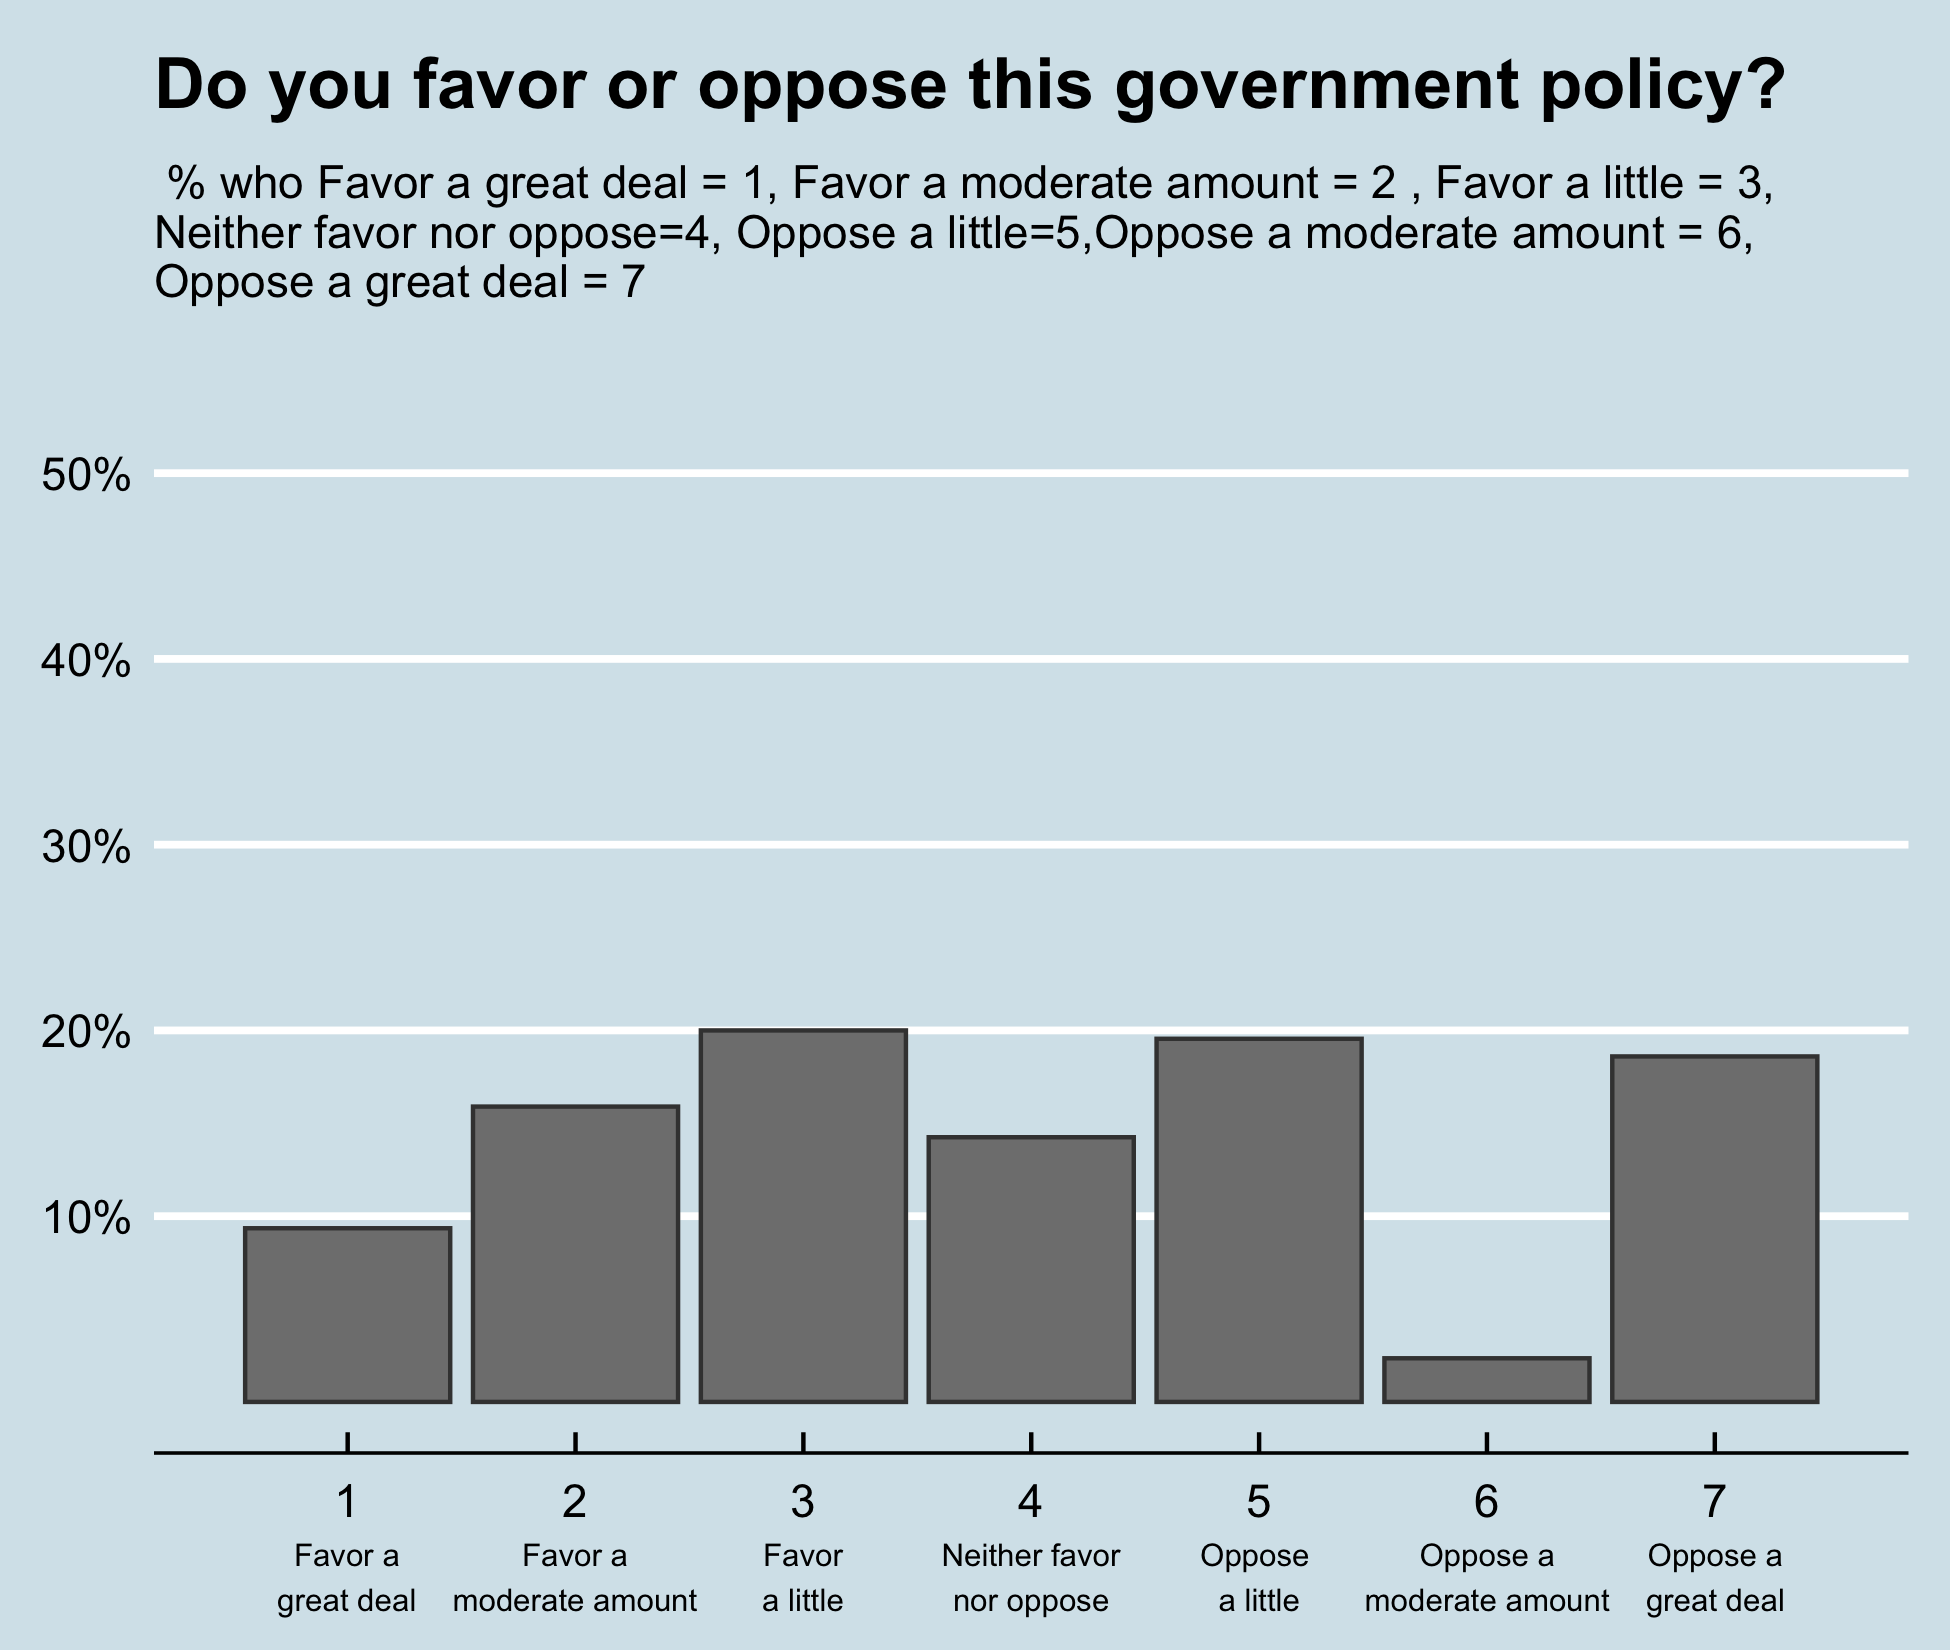 Do you favor or oppose this government policy?
% who Favor a great deal = 1, Favor a moderate amount = 2 , Favor a little = 3,
Neither favor nor oppose=4, Oppose a little=5,Oppose a moderate amount = 6,
Oppose a great deal = 7
50%
40%
30%
20%
10%
1 2 3 4 5 6 7
Favor a Favor a Favor Neither favor Oppose Oppose a Oppose a
great deal moderate amount a little nor oppose a little moderate amount great deal